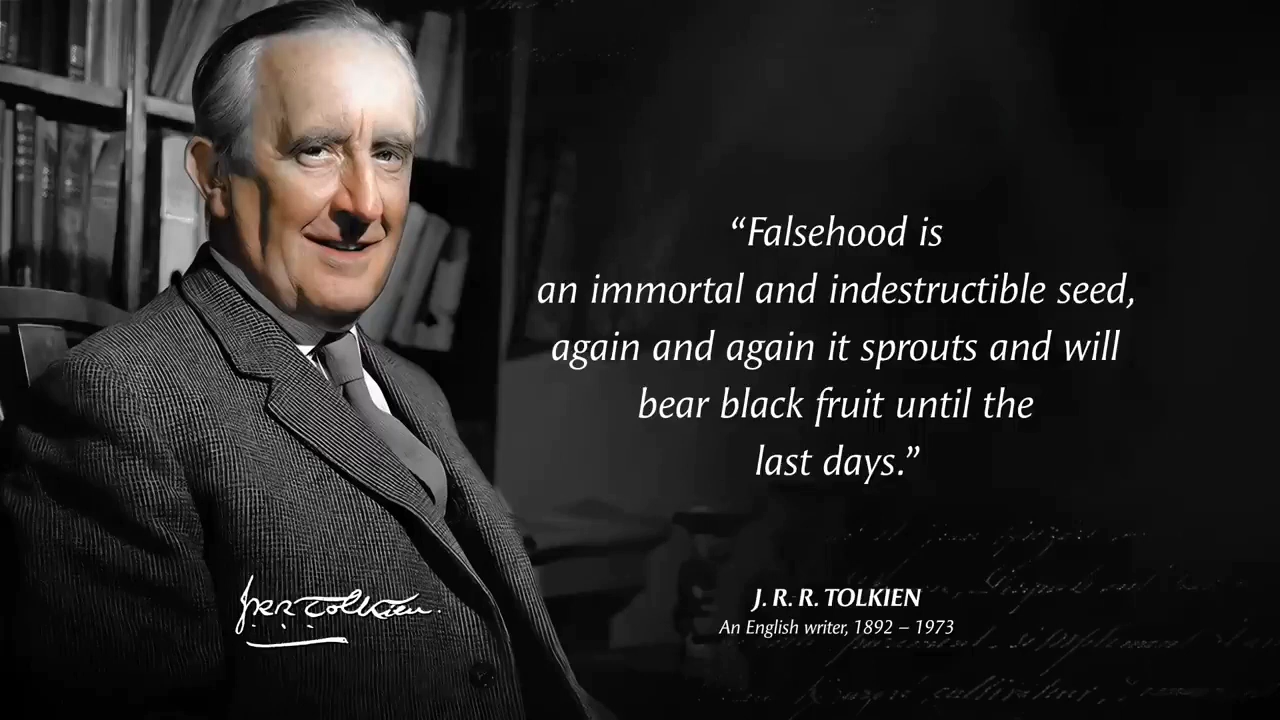 “Falsehood is
an immortal and indestructible seed,
again and again it sprouts and will
bear black fruit until the
last days.”
J.R.R. Tolkien.
J. R. R. TOLKIEN
An English writer, 1892 – 1973